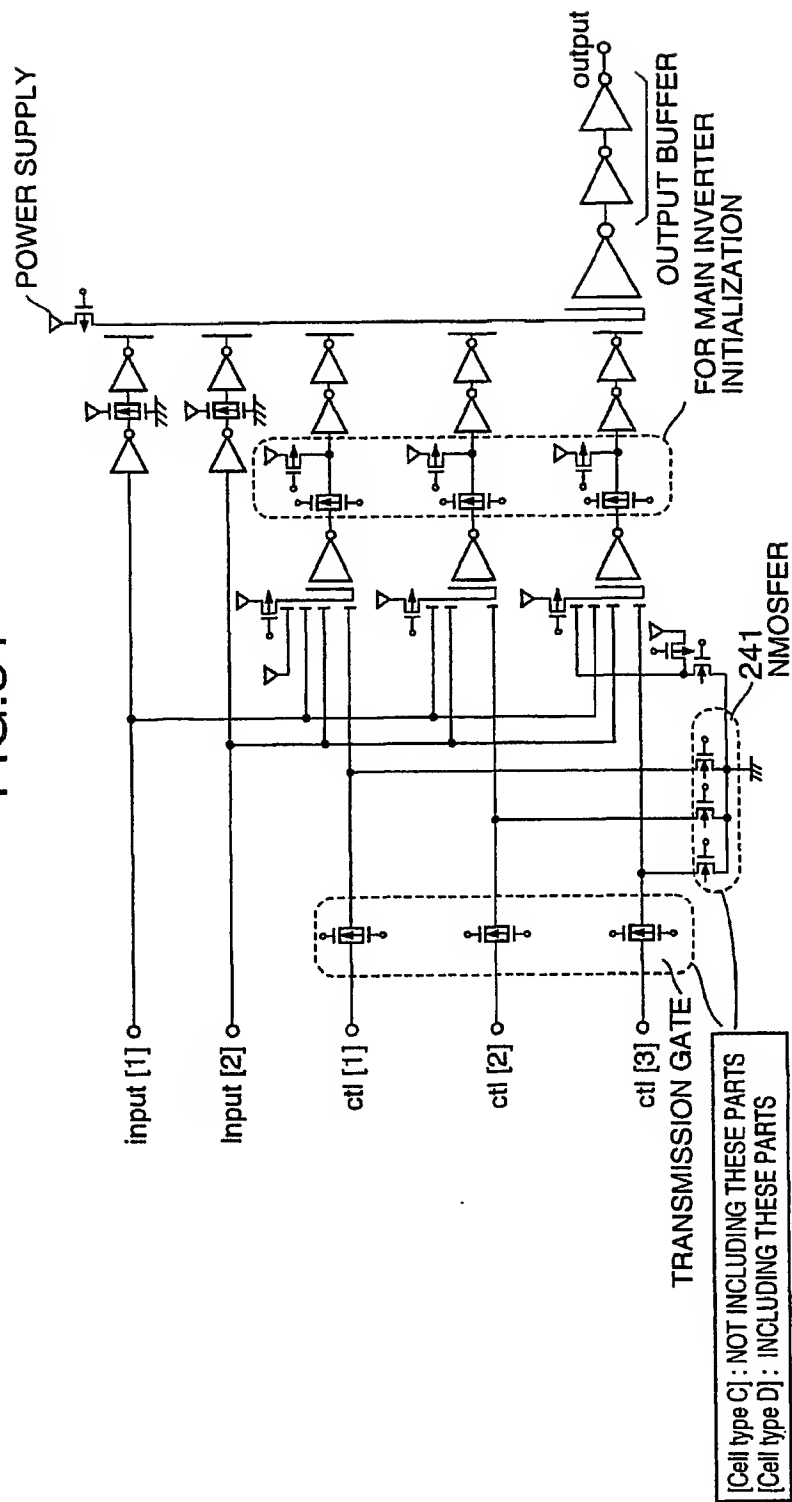 POWER SUPPLY
output
OUTPUT BUFFER
FOR MAIN INVERTER
INITIALIZATION
input [1]
Input [2]
ctl [1]
ctl [2]
ctl [3]
241
NMOSFER
TRANSMISSION GATE
[Cell type C] : NOT INCLUDING THESE PARTS
[Cell type D] : INCLUDING THESE PARTS